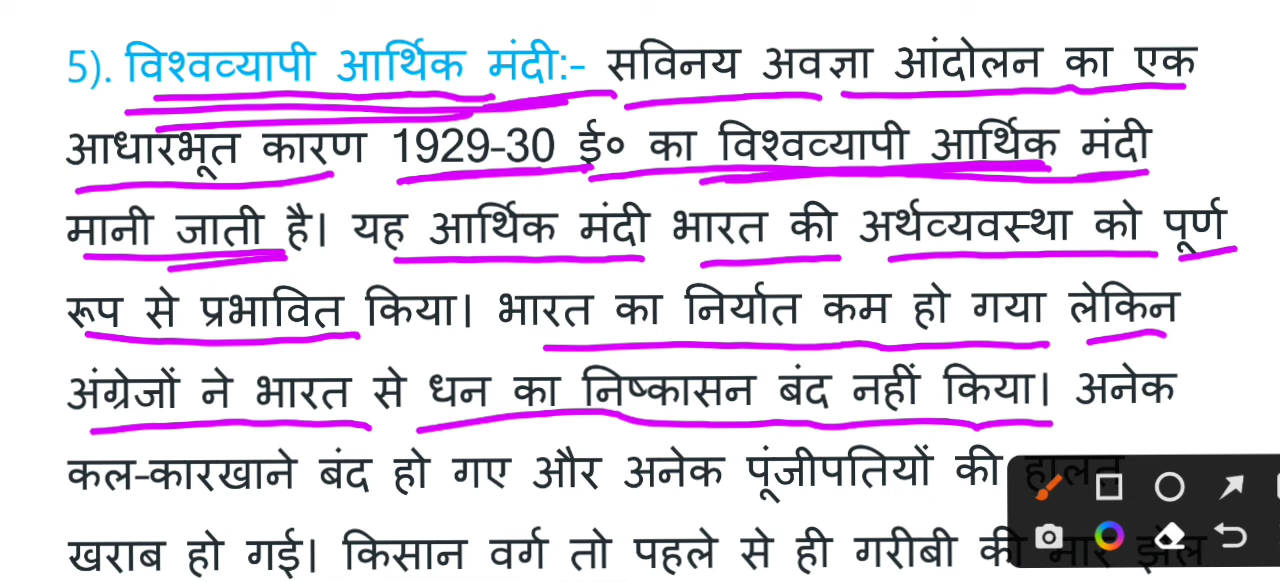 5). विश्वव्यापी आर्थिक मंदी:- सविनय अवज्ञा आंदोलन का एक
आधारभूत कारण 1929-30 ई० का विश्वव्यापी आर्थिक मंदी
मानी जाती है। यह आर्थिक मंदी भारत की अर्थव्यवस्था को पूर्ण
रूप से प्रभावित किया। भारत का निर्यात कम हो गया लेकिन
अंग्रेजों ने भारत से धन का निष्कासन बंद नहीं किया। अनेक
कल-कारखाने बंद हो गए और अनेक पूंजीपतियों की हालत
खराब हो गई। किसान वर्ग तो पहले से ही गरीबी की मार झेल